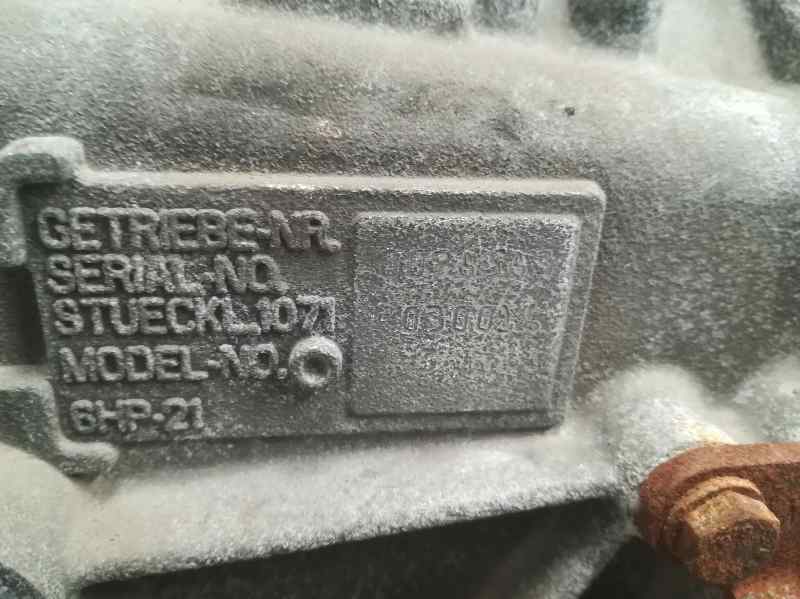 GETRIEBE-NR.
SERIAL-NO.
STUECKL.1071
MODEL-NO.
6HP-21